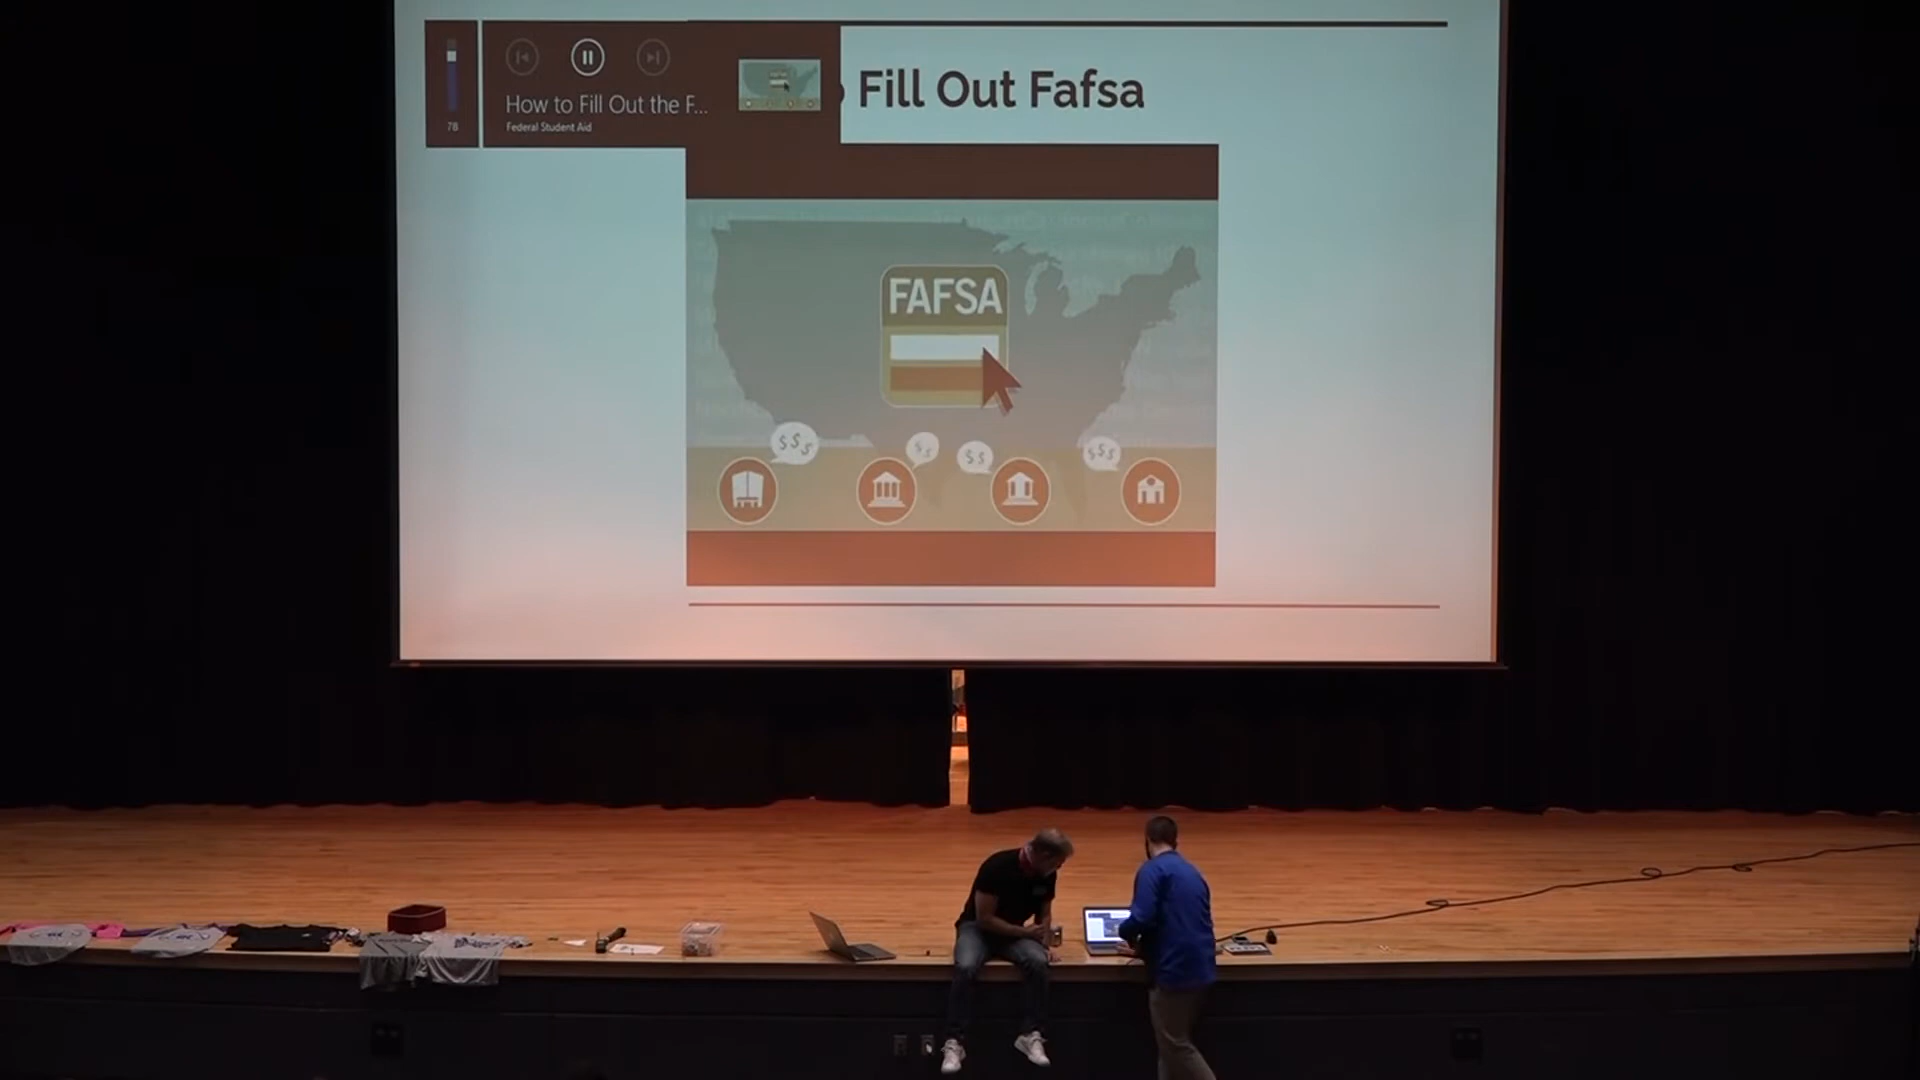 How to Fill Out the F...
Federal Student Aid
78
Fill Out Fafsa
FAFSA
$$$
$$
$$
$$$